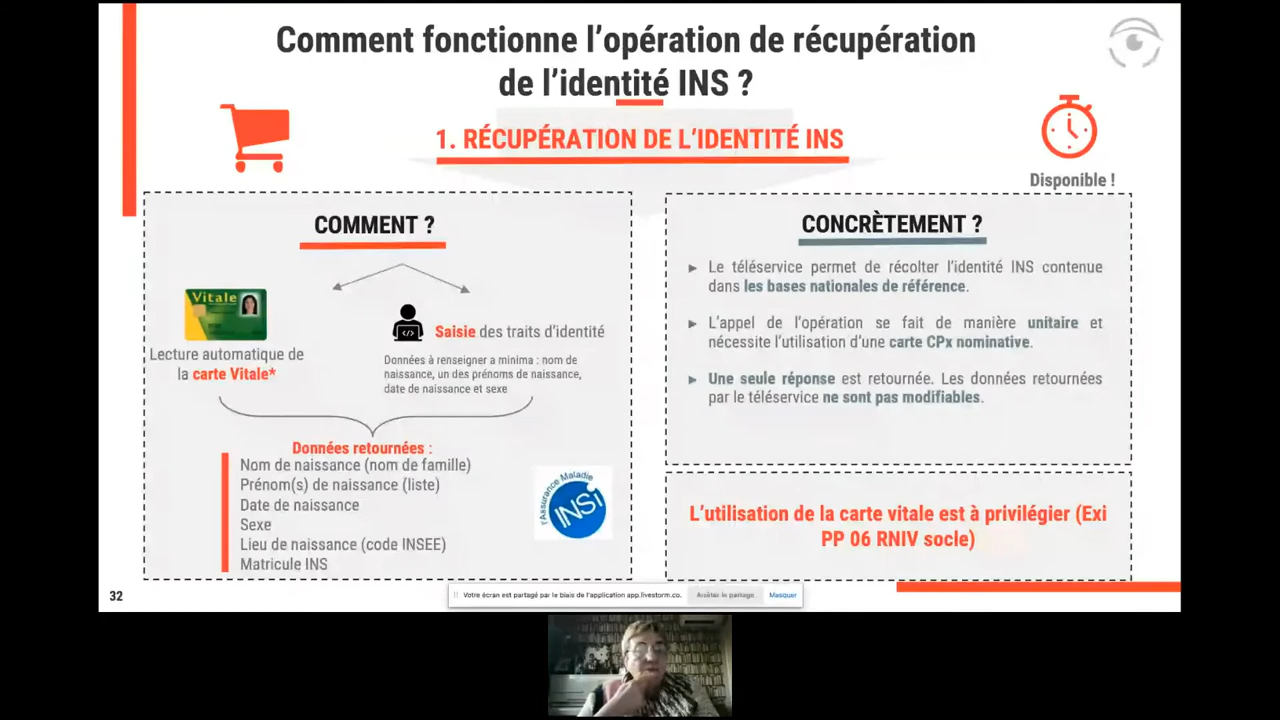 Comment fonctionne l'opération de récupération
de l'identité INS ?
1. RÉCUPÉRATION DE L'IDENTITÉ INS
Disponible !
COMMENT ?
Vitale
Lecture automatique de
la carte Vitale*
Saisie des traits d'identité
Données à renseigner a minima : nom de
naissance, un des prénoms de naissance,
date de naissance et sexe
Données retournées :
Nom de naissance (nom de famille)
Prénom(s) de naissance (liste)
Date de naissance
Sexe
Lieu de naissance (code INSEE)
Matricule INS
l'Assurance Maladie
INSi
CONCRÈTEMENT ?
► Le téléservice permet de récolter l'identité INS contenue
dans les bases nationales de référence.
► L'appel de l'opération se fait de manière unitaire et
nécessite l'utilisation d'une carte CPx nominative.
► Une seule réponse est retournée. Les données retournées
par le téléservice ne sont pas modifiables.
L'utilisation de la carte vitale est à privilégier (Exi
PP 06 RNIV socle)
32
Votre écran est partagé par le biais de l'application app.livestorm.co.
Arrêter le partage
Masquer